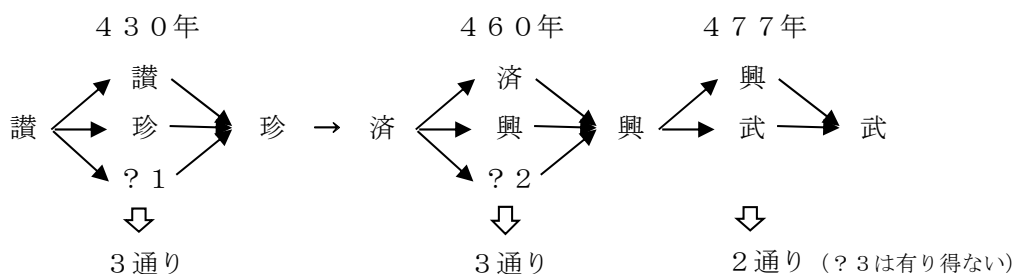 ４３０年 ４６０年 ４７７年
讃 済 興
讃 珍 珍 → 済 興 興 武 武
？１ ？２
３通り ３通り ２通り（？３は有り得ない）